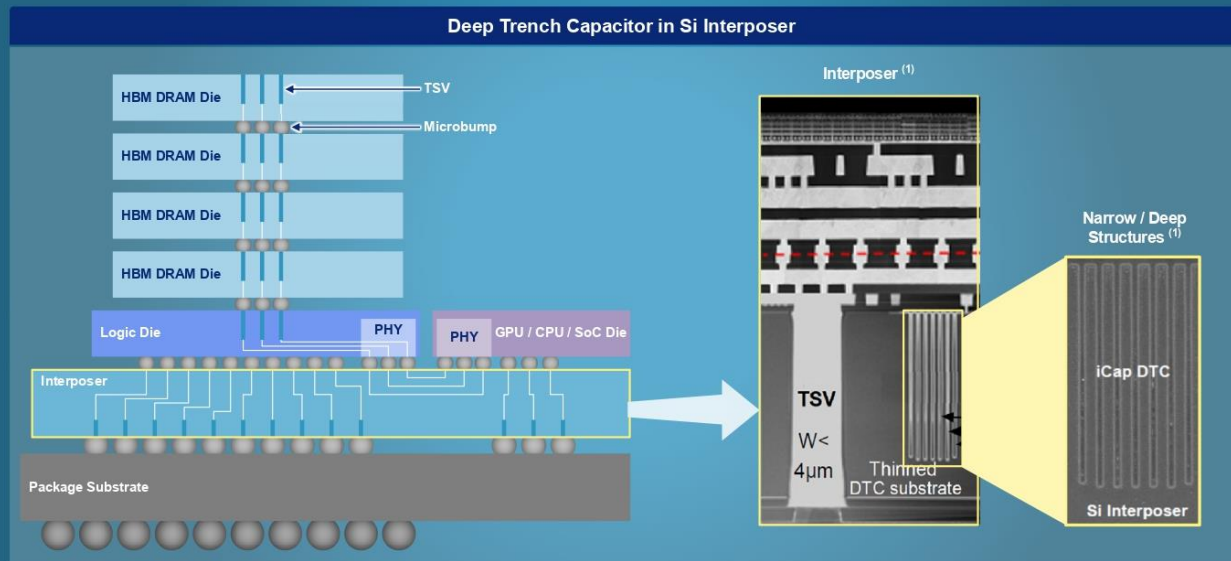 Deep Trench Capacitor in Si Interposer
HBM DRAM Die
TSV
Microbump
HBM DRAM Die
HBM DRAM Die
HBM DRAM Die
Logic Die
PHY
PHY
GPU / CPU / SoC Die
Interposer
Package Substrate
Interposer (1)
TSV
W<
4µm
Thinned
DTC substrate
Narrow / Deep
Structures (1)
iCap DTC
Si Interposer